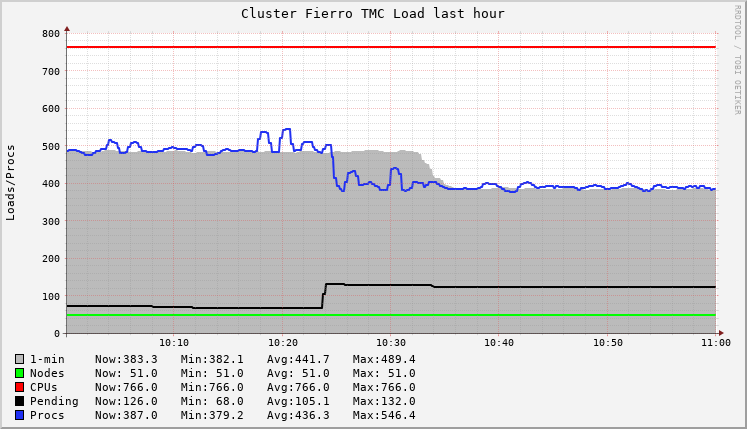 Cluster Fierro TMC Load last hour
RRDTOOL / TOBI OETIKER
Loads/Procs
800
700
600
500
400
300
200
100
0
10:10 10:20 10:30 10:40 10:50 11:00
1-min Now:383.3 Min:382.1 Avg:441.7 Max:489.4
Nodes Now: 51.0 Min: 51.0 Avg: 51.0 Max: 51.0
CPUs Now:766.0 Min:766.0 Avg:766.0 Max:766.0
Pending Now:126.0 Min: 68.0 Avg:105.1 Max:132.0
Procs Now:387.0 Min:379.2 Avg:436.3 Max:546.4